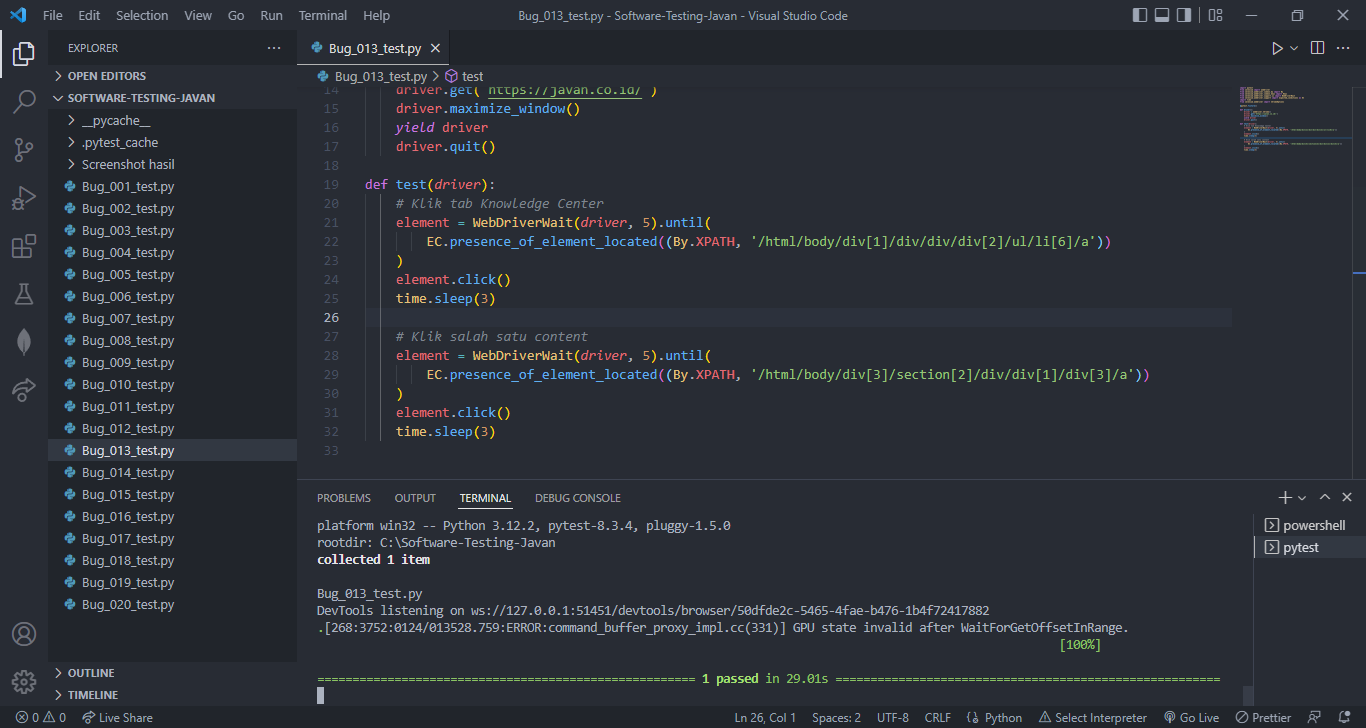 File Edit Selection View Go Run Terminal Help
Bug_013_test.py - Software-Testing-Javan - Visual Studio Code
EXPLORER
OPEN EDITORS
SOFTWARE-TESTING-JAVAN
__pycache__
.pytest_cache
Screenshot hasil
Bug_001_test.py
Bug_002_test.py
Bug_003_test.py
Bug_004_test.py
Bug_005_test.py
Bug_006_test.py
Bug_007_test.py
Bug_008_test.py
Bug_009_test.py
Bug_010_test.py
Bug_011_test.py
Bug_012_test.py
Bug_013_test.py
Bug_014_test.py
Bug_015_test.py
Bug_016_test.py
Bug_017_test.py
Bug_018_test.py
Bug_019_test.py
Bug_020_test.py
OUTLINE
TIMELINE
Bug_013_test.py
Bug_013_test.py > test
14 driver.get("https://javan.co.id/")
15 driver.maximize_window()
16 yield driver
17 driver.quit()
18
19 def test(driver):
20 # Klik tab Knowledge Center
21 element = WebDriverWait(driver, 5).until(
22 EC.presence_of_element_located((By.XPATH, '/html/body/div[1]/div/div/div[2]/ul/li[6]/a'))
23 )
24 element.click()
25 time.sleep(3)
26
27 # Klik salah satu content
28 element = WebDriverWait(driver, 5).until(
29 EC.presence_of_element_located((By.XPATH, '/html/body/div[3]/section[2]/div/div[1]/div[3]/a'))
30 )
31 element.click()
32 time.sleep(3)
33
PROBLEMS OUTPUT TERMINAL DEBUG CONSOLE
platform win32 -- Python 3.12.2, pytest-8.3.4, pluggy-1.5.0
rootdir: C:\Software-Testing-Javan
collected 1 item
Bug_013_test.py
DevTools listening on ws://127.0.0.1:51451/devtools/browser/50dfde2c-5465-4fae-b476-1b4f72417882
.[268:3752:0124/013528.759:ERROR:command_buffer_proxy_impl.cc(331)] GPU state invalid after WaitForGetOffsetInRange.
[100%]
====================================================== 1 passed in 29.01s =======================================================
powershell
pytest
0 0 Live Share
Ln 26, Col 1 Spaces: 2 UTF-8 CRLF {} Python Select Interpreter Go Live Prettier